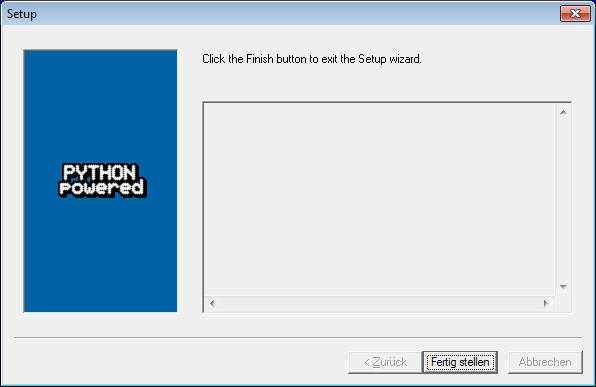 Setup
Click the Finish button to exit the Setup wizard.
PYTHON
powered
< Zurück
Fertig stellen
Abbrechen